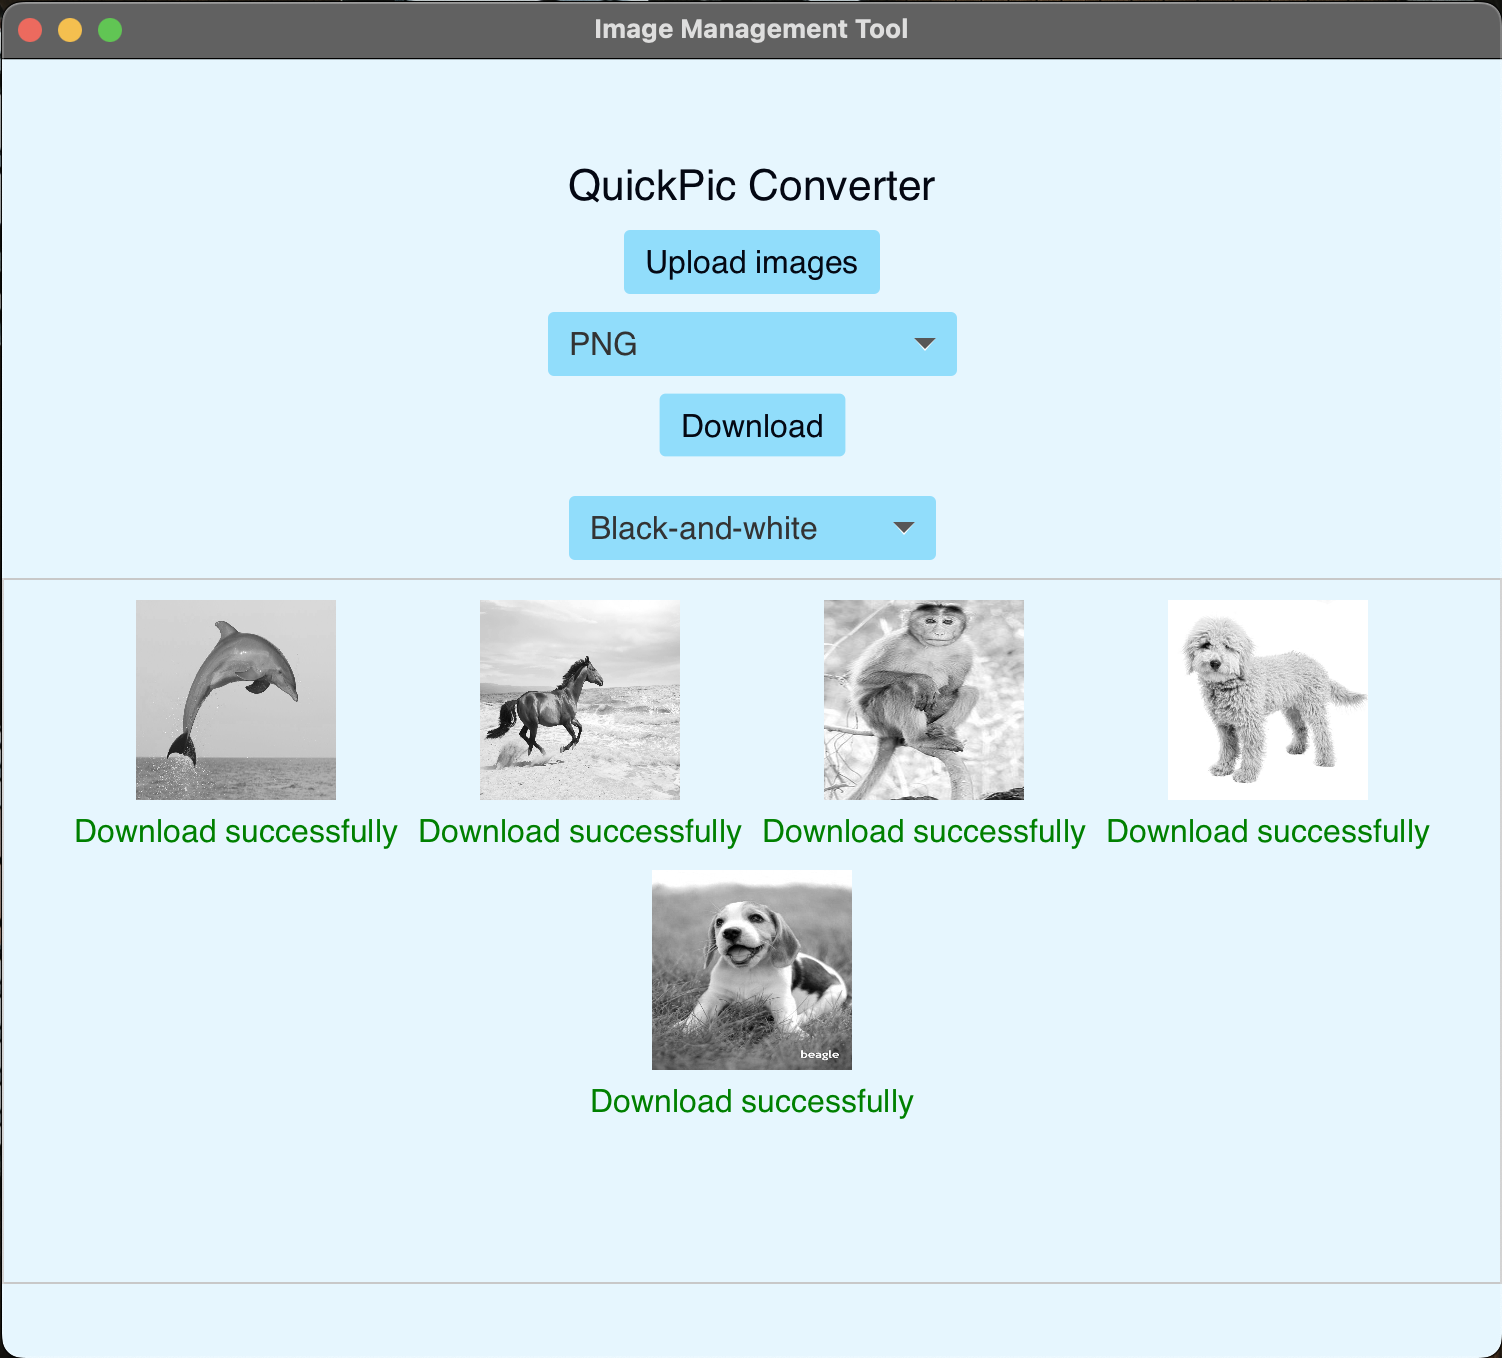 Image Management Tool
QuickPic Converter
Upload images
PNG
Download
Black-and-white
Download successfully Download successfully Download successfully Download successfully
beagle
Download successfully